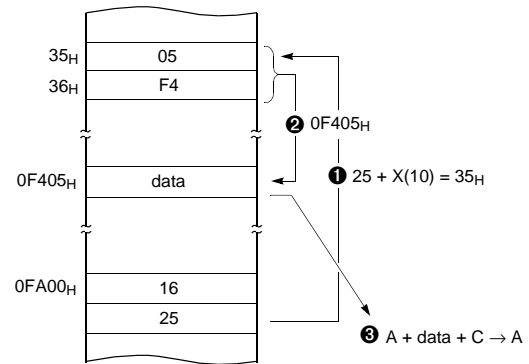 35H 05
36H F4
❷ 0F405H
0F405H data
❶ 25 + X(10) = 35H
0FA00H 16
25
❸ A + data + C → A